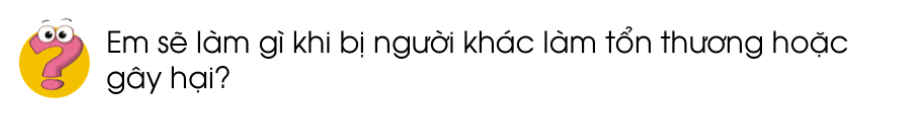 Em sẽ làm gì khi bị người khác làm tổn thương hoặc
gây hại?